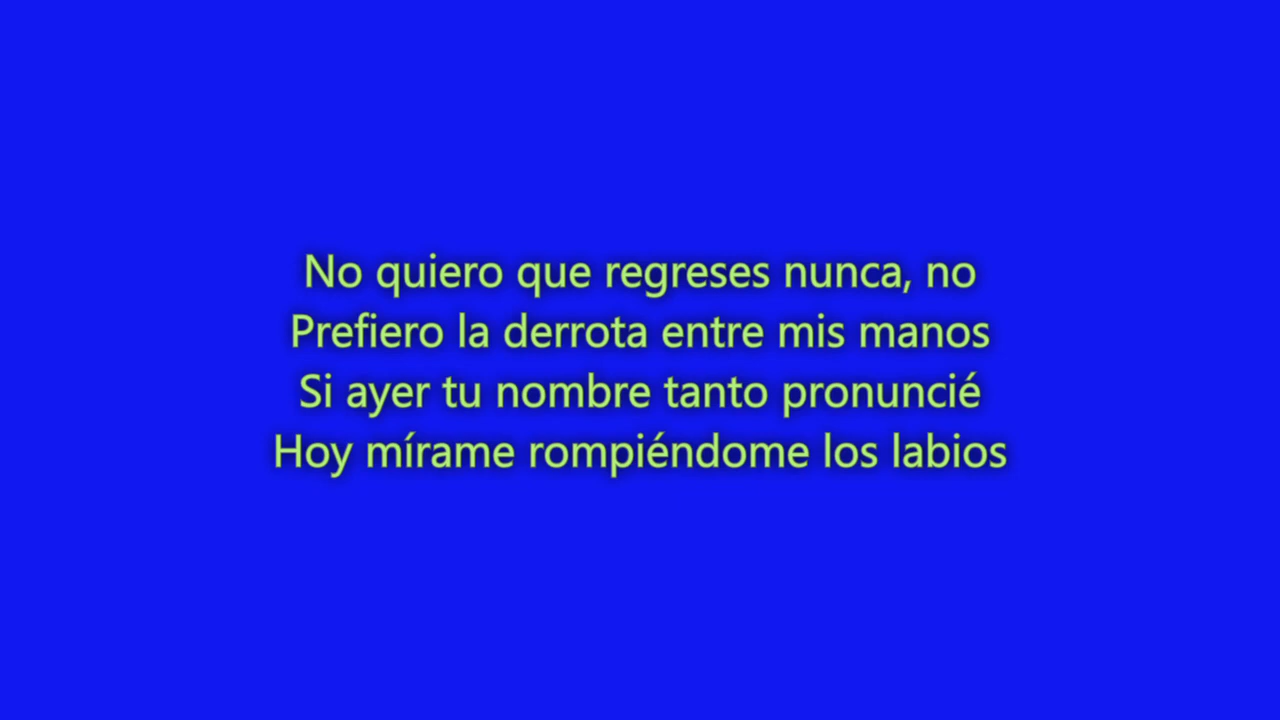 No quiero que regreses nunca, no
Prefiero la derrota entre mis manos
Si ayer tu nombre tanto pronuncié
Hoy mírame rompiéndome los labios